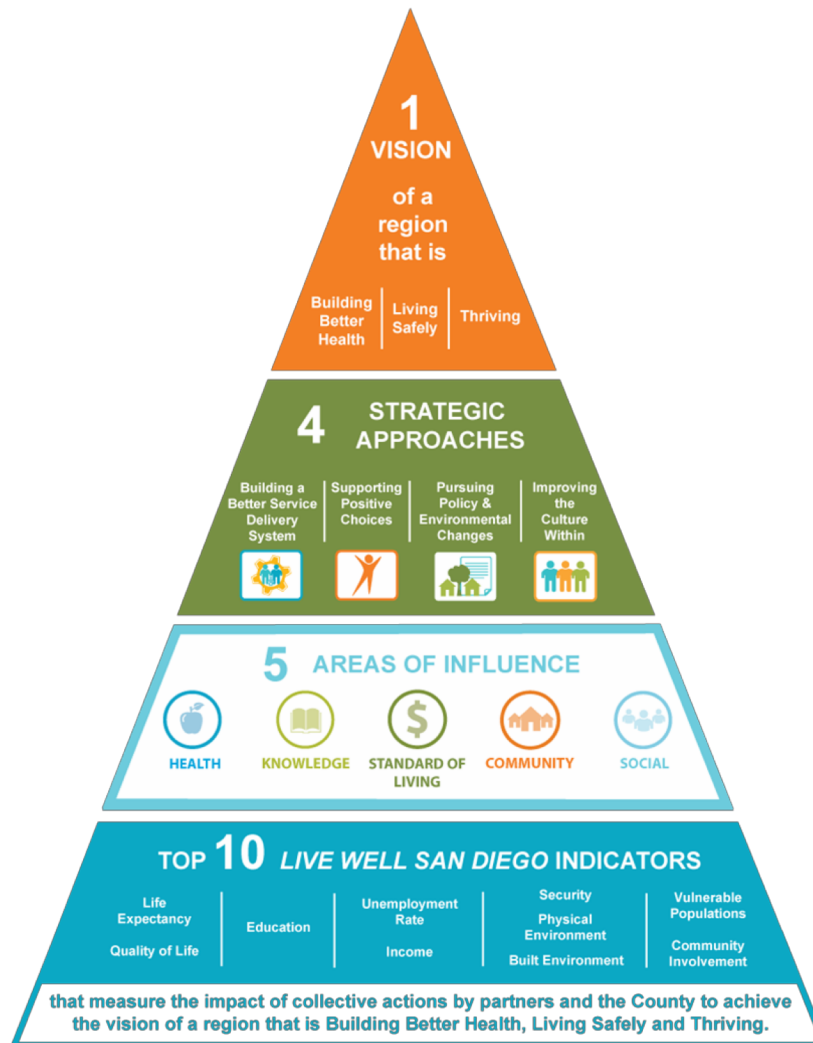 1
VISION
of a
region
that is
Building
Better
Health
Living
Safely
Thriving
4
STRATEGIC
APPROACHES
Building a
Better Service
Delivery
System
Supporting
Positive
Choices
Pursuing
Policy &
Environmental
Changes
Improving
the
Culture
Within
5 AREAS OF INFLUENCE
$
HEALTH
KNOWLEDGE
STANDARD OF
LIVING
COMMUNITY
SOCIAL
TOP 10 LIVE WELL SAN DIEGO INDICATORS
Life
Expectancy
Quality of Life
Education
Unemployment
Rate
Income
Security
Physical
Environment
Built Environment
Vulnerable
Populations
Community
Involvement
that measure the impact of collective actions by partners and the County to achieve
the vision of a region that is Building Better Health, Living Safely and Thriving.